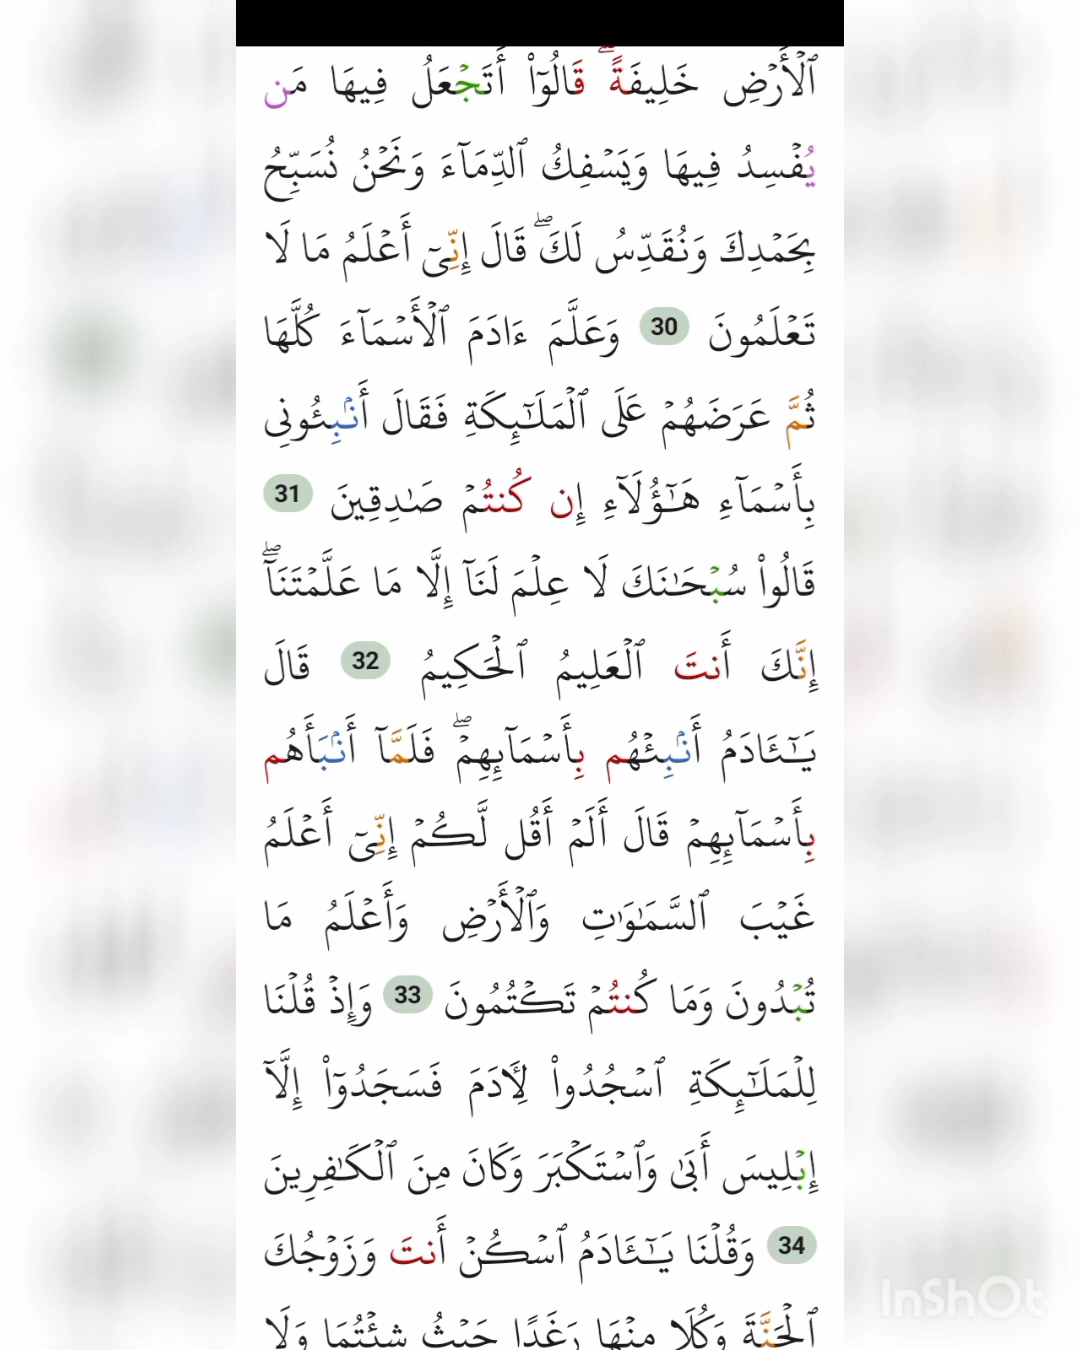 ٱلۡأَرۡضِ خَلِيفَةٗۖ قَالُوٓاْ أَتَجۡعَلُ فِيهَا مَن
يُفۡسِدُ فِيهَا وَيَسۡفِكُ ٱلدِّمَآءَ وَنَحۡنُ نُسَبِّحُ
بِحَمۡدِكَ وَنُقَدِّسُ لَكَۖ قَالَ إِنِّيٓ أَعۡلَمُ مَا لَا
تَعۡلَمُونَ 30 وَعَلَّمَ ءَادَمَ ٱلۡأَسۡمَآءَ كُلَّهَا
ثُمَّ عَرَضَهُمۡ عَلَى ٱلۡمَلَٰٓئِكَةِ فَقَالَ أَنۢبِـُٔونِي
بِأَسۡمَآءِ هَٰٓؤُلَآءِ إِن كُنتُمۡ صَٰدِقِينَ 31
قَالُواْ سُبۡحَٰنَكَ لَا عِلۡمَ لَنَآ إِلَّا مَا عَلَّمۡتَنَآۖ
إِنَّكَ أَنتَ ٱلۡعَلِيمُ ٱلۡحَكِيمُ 32 قَالَ
يَٰٓـَٔادَمُ أَنۢبِئۡهُم بِأَسۡمَآئِهِمۡۖ فَلَمَّآ أَنۢبَأَهُم
بِأَسۡمَآئِهِمۡ قَالَ أَلَمۡ أَقُل لَّكُمۡ إِنِّيٓ أَعۡلَمُ
غَيۡبَ ٱلسَّمَٰوَٰتِ وَٱلۡأَرۡضِ وَأَعۡلَمُ مَا
تُبۡدُونَ وَمَا كُنتُمۡ تَكۡتُمُونَ 33 وَإِذۡ قُلۡنَا
لِلۡمَلَٰٓئِكَةِ ٱسۡجُدُواْ لِأٓدَمَ فَسَجَدُوٓاْ إِلَّآ
إِبۡلِيسَ أَبَىٰ وَٱسۡتَكۡبَرَ وَكَانَ مِنَ ٱلۡكَٰفِرِينَ
34 وَقُلۡنَا يَٰٓـَٔادَمُ ٱسۡكُنۡ أَنتَ وَزَوۡجُكَ
ٱلۡجَنَّةَ وَكُلَا مِنۡهَا رَغَدًا حَيۡثُ شِئۡتُمَا وَلَا
InShOt